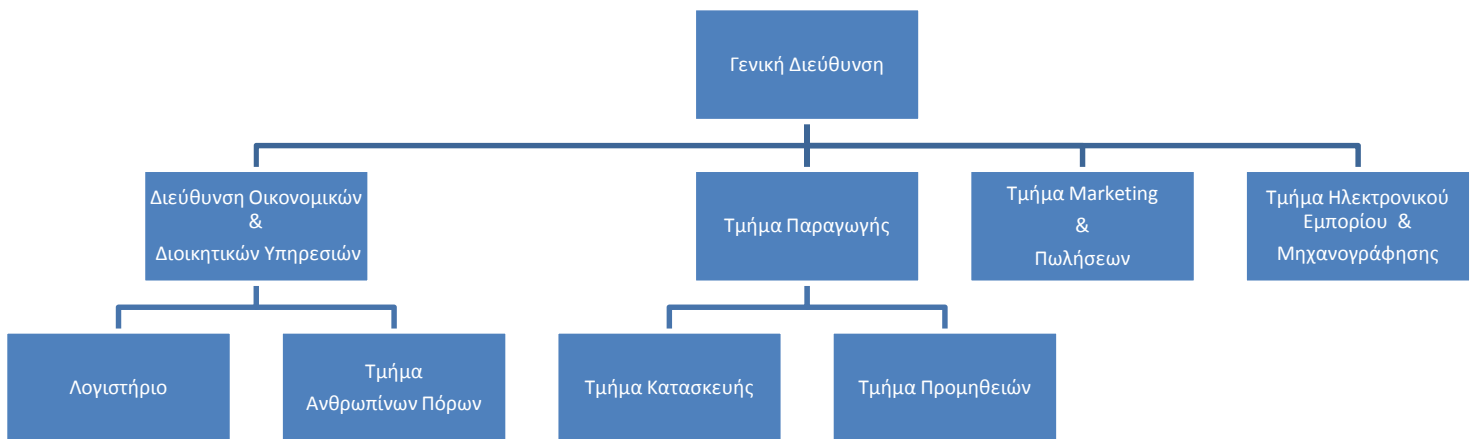 Γενική Διεύθυνση
Διεύθυνση Οικονομικών
&
Διοικητικών Υπηρεσιών
Τμήμα Παραγωγής
Τμήμα Marketing
&
Πωλήσεων
Τμήμα Ηλεκτρονικού
Εμπορίου &
Μηχανογράφησης
Λογιστήριο
Τμήμα
Ανθρωπίνων Πόρων
Τμήμα Κατασκευής
Τμήμα Προμηθειών